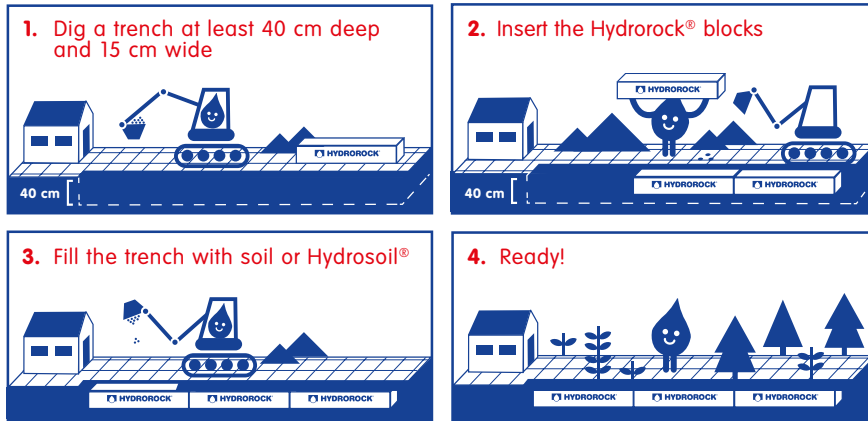 1. Dig a trench at least 40 cm deep
and 15 cm wide
HYDROROCK
40 cm
2. Insert the Hydrorock® blocks
HYDROROCK
40 cm
HYDROROCK HYDROROCK
3. Fill the trench with soil or Hydrosoil®
HYDROROCK HYDROROCK HYDROROCK
4. Ready!
HYDROROCK HYDROROCK HYDROROCK